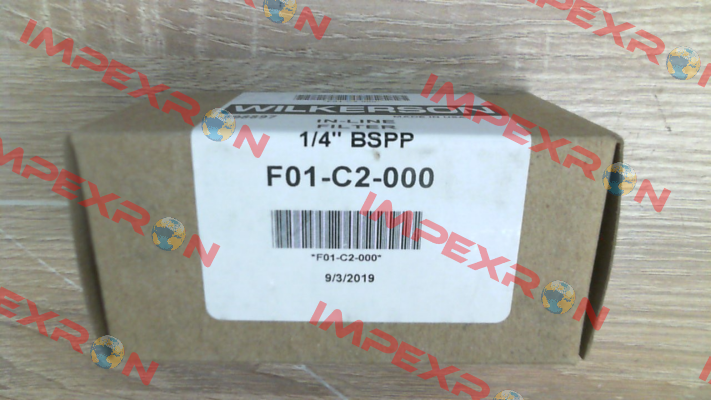 WILKERSON
IN-LINE
FILTER
1/4" BSPP
F01-C2-000
"F01-C2-000"
9/3/2019
IMPEXRON
IMPEXRON
IMPEXRON
IMPEXRON
IMPEXRON